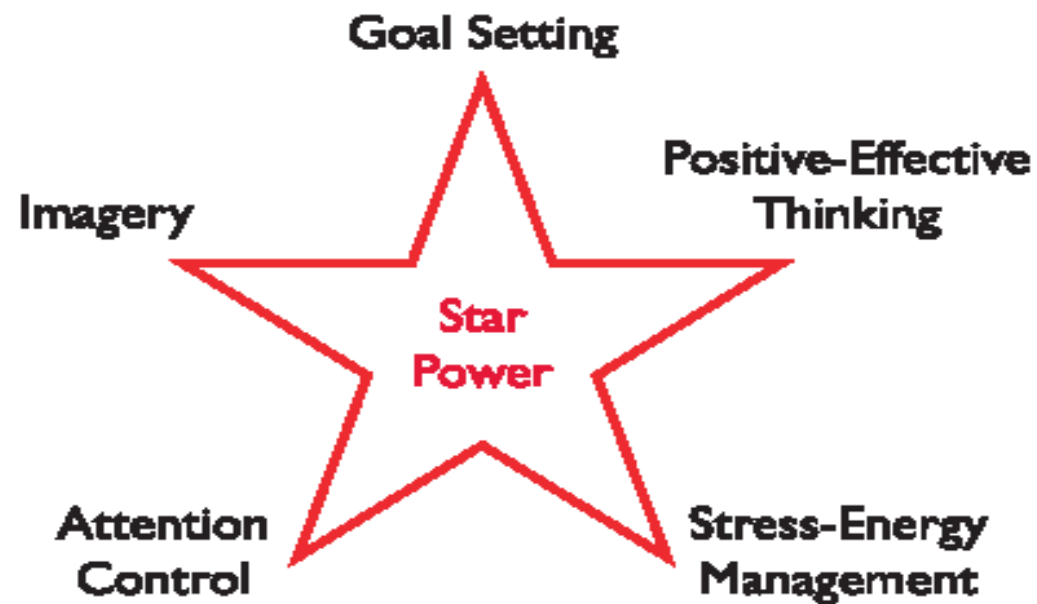 Goal Setting
Positive-Effective
Thinking
Imagery
Star
Power
Attention
Control
Stress-Energy
Management